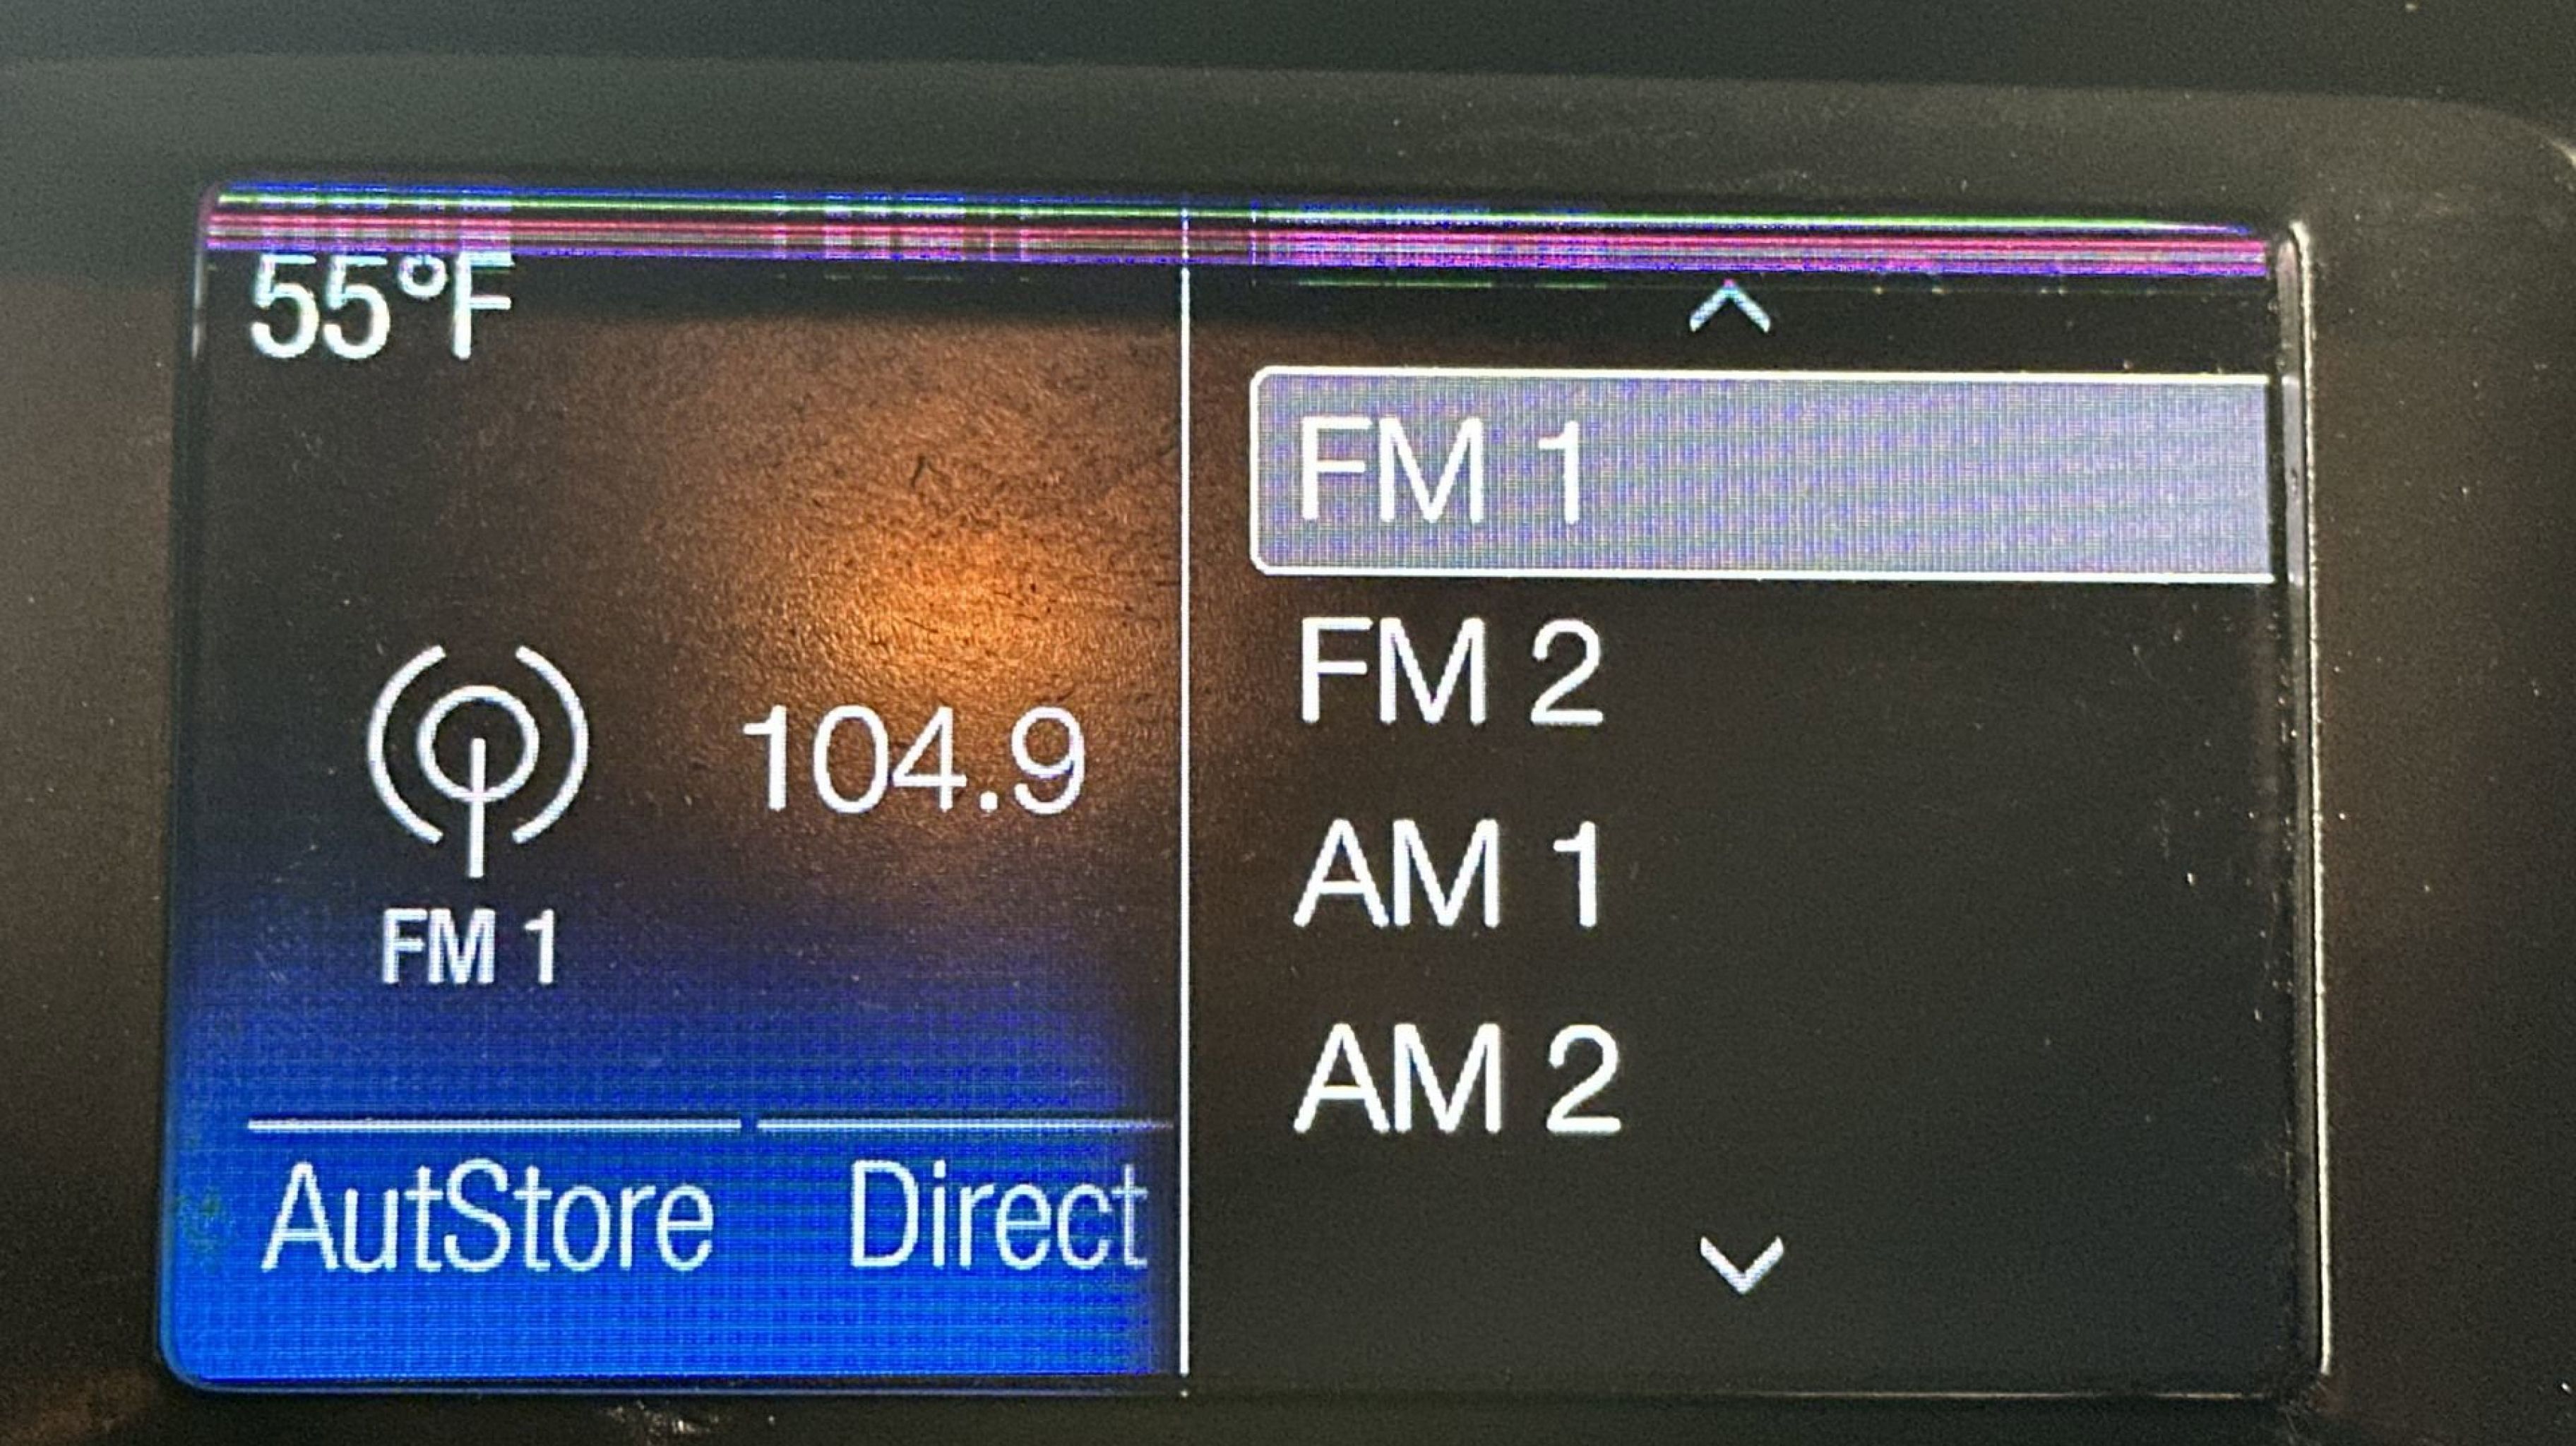 55°F
104.9
FM 1
AutStore Direct
FM 1
FM 2
AM 1
AM 2